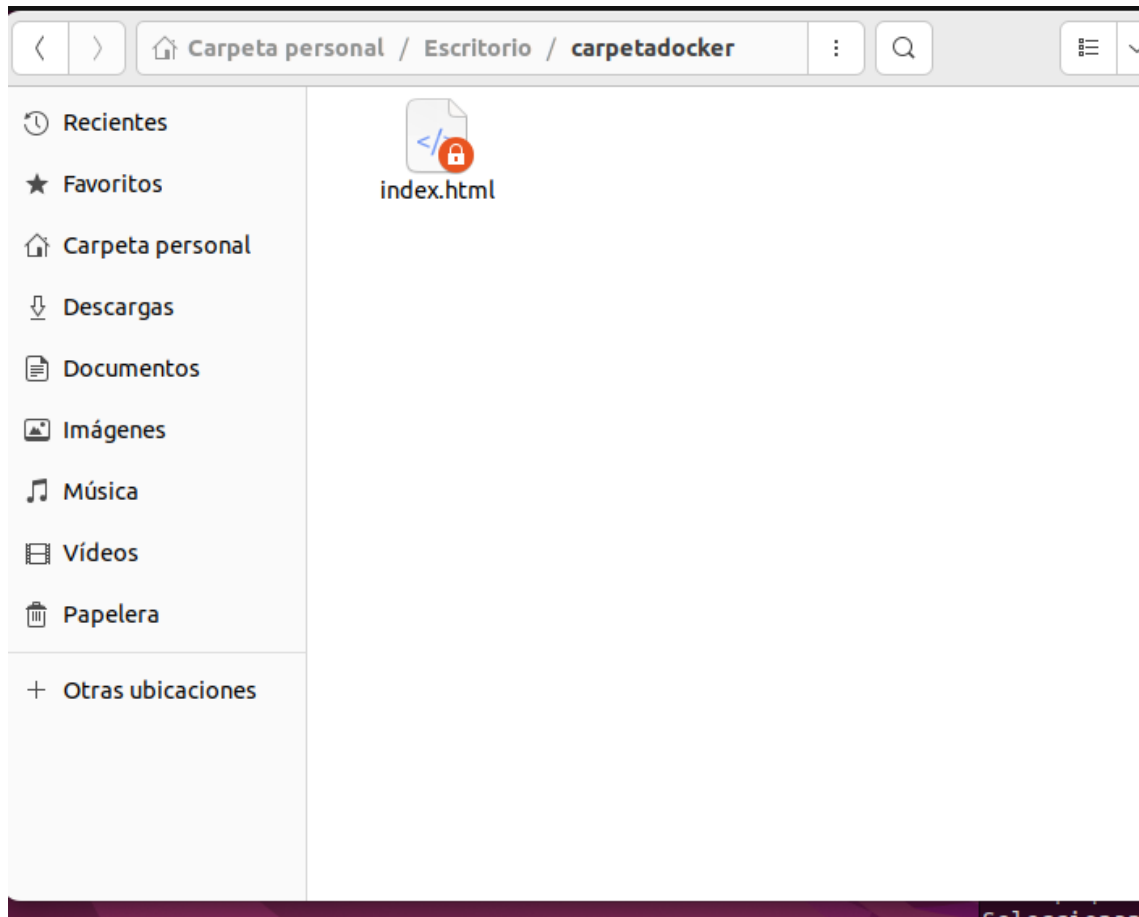 Carpeta personal / Escritorio / carpetadocker
Recientes
Favoritos
Carpeta personal
Descargas
Documentos
Imágenes
Música
Vídeos
Papelera
Otras ubicaciones
index.html